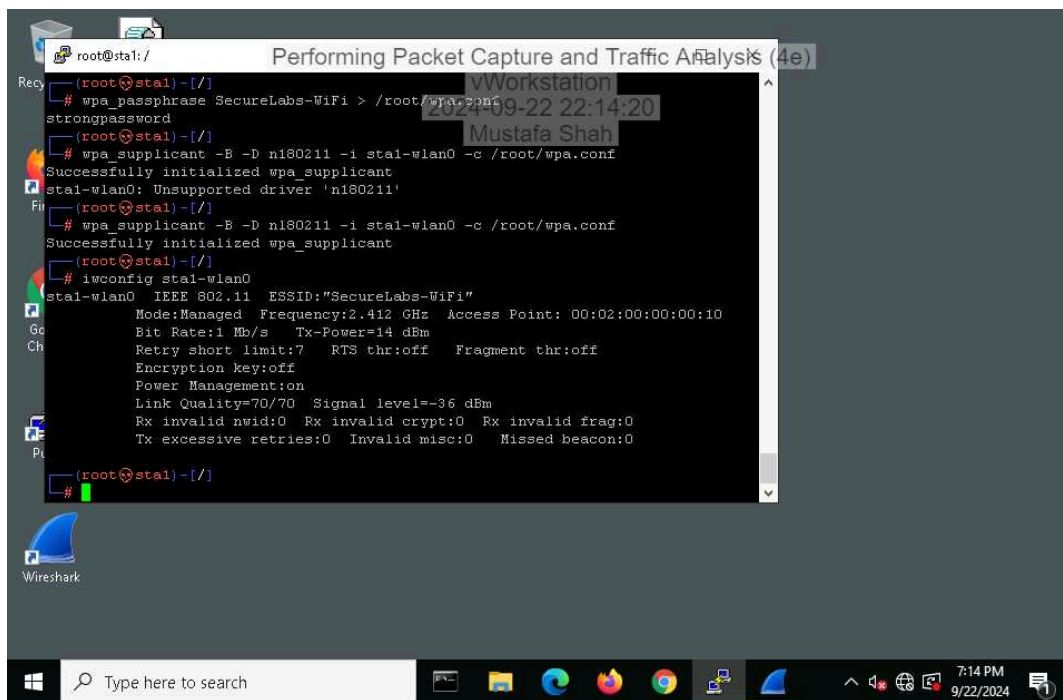 root@sta1: /
Performing Packet Capture and Traffic Analysis (4e)
vWorkstation
2024-09-22 22:14:20
Mustafa Shah
Recy
(root㉿sta1)-[/]
# wpa_passphrase SecureLabs-WiFi > /root/wpa.conf
strongpassword
(root㉿sta1)-[/]
# wpa_supplicant -B -D n180211 -i sta1-wlan0 -c /root/wpa.conf
Successfully initialized wpa_supplicant
sta1-wlan0: Unsupported driver 'n180211'
Fir
(root㉿sta1)-[/]
# wpa_supplicant -B -D nl80211 -i sta1-wlan0 -c /root/wpa.conf
Successfully initialized wpa_supplicant
(root㉿sta1)-[/]
# iwconfig sta1-wlan0
sta1-wlan0 IEEE 802.11 ESSID:"SecureLabs-WiFi"
Mode:Managed Frequency:2.412 GHz Access Point: 00:02:00:00:00:10
Go
Bit Rate:1 Mb/s Tx-Power=14 dBm
Ch
Retry short limit:7 RTS thr:off Fragment thr:off
Encryption key:off
Power Management:on
Link Quality=70/70 Signal level=-36 dBm
Rx invalid nwid:0 Rx invalid crypt:0 Rx invalid frag:0
Tx excessive retries:0 Invalid misc:0 Missed beacon:0
Pu
(root㉿sta1)-[/]
#
Wireshark
Type here to search
7:14 PM
9/22/2024